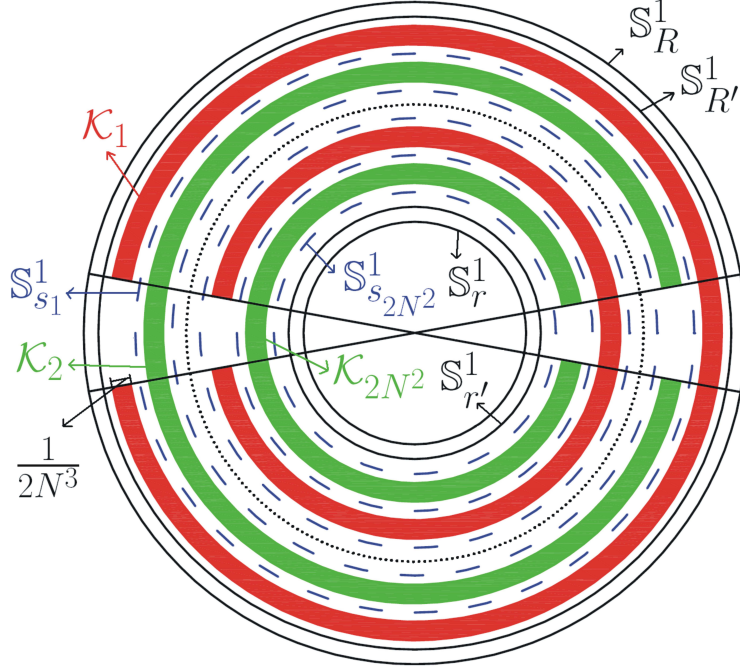 𝕊¹_R
𝕊¹_{R'}
𝒦₁
𝕊¹_{s₁}
𝕊¹_{s_{2N²}}
𝕊¹_r
𝒦₂
𝒦_{2N²}
𝕊¹_{r'}
1/2N³